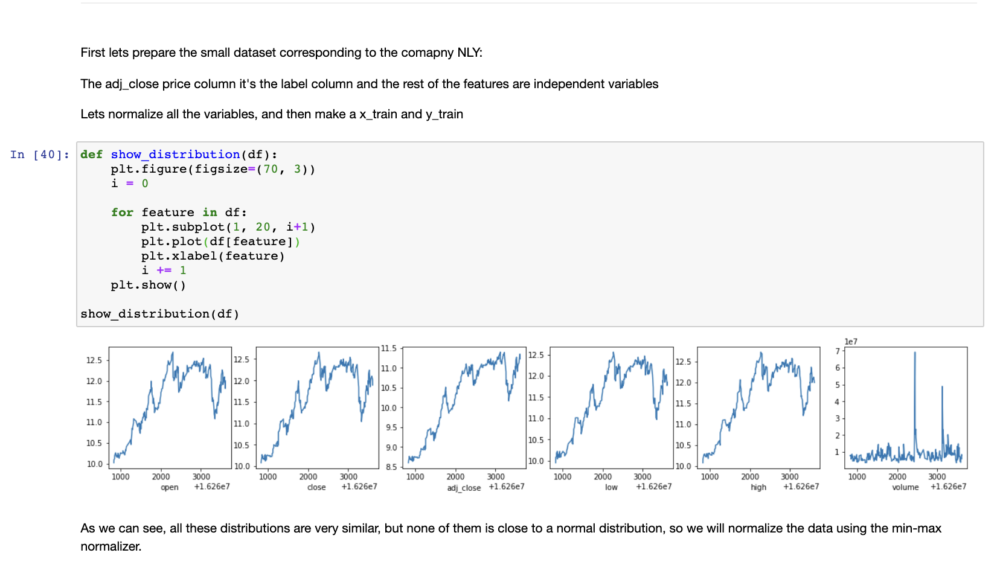 First lets prepare the small dataset corresponding to the comapny NLY:
The adj_close price column it's the label column and the rest of the features are independent variables
Lets normalize all the variables, and then make a x_train and y_train
In [40]:
def show_distribution(df):
    plt.figure(figsize=(70, 3))
    i = 0
    for feature in df:
        plt.subplot(1, 20, i+1)
        plt.plot(df[feature])
        plt.xlabel(feature)
        i += 1
    plt.show()
show_distribution(df)
12.5
12.0
11.5
11.0
10.5
10.0
1000 2000 3000
open +1.626e7
12.5
12.0
11.5
11.0
10.5
10.0
1000 2000 3000
close +1.626e7
11.5
11.0
10.5
10.0
9.5
9.0
8.5
1000 2000 3000
adj_close +1.626e7
12.5
12.0
11.5
11.0
10.5
10.0
1000 2000 3000
low +1.626e7
12.5
12.0
11.5
11.0
10.5
10.0
1000 2000 3000
high +1.626e7
1e7
7
6
5
4
3
2
1
1000 2000 3000
volume +1.626e7
As we can see, all these distributions are very similar, but none of them is close to a normal distribution, so we will normalize the data using the min-max
normalizer.